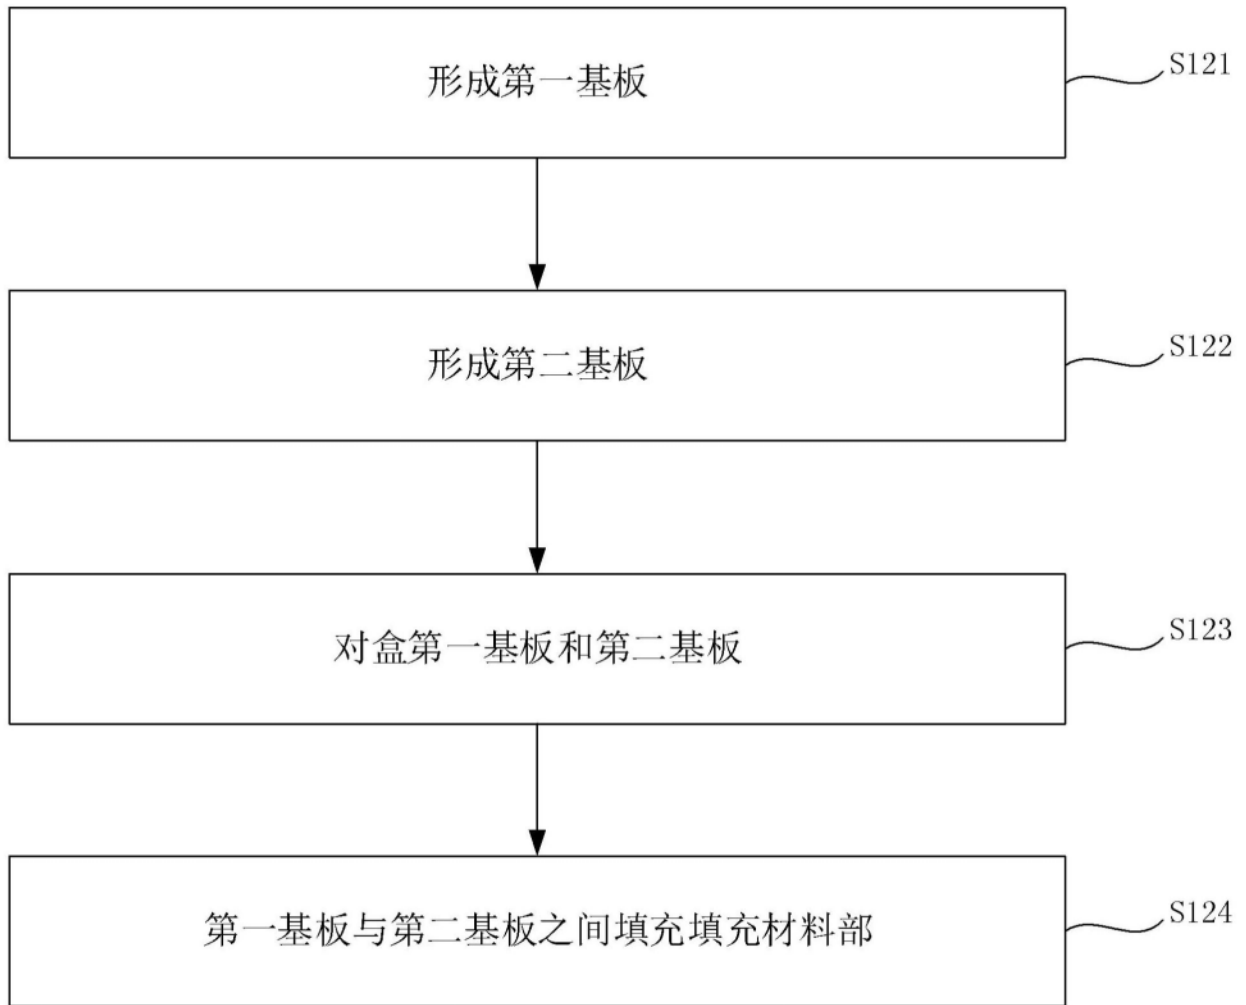 形成第一基板
S121
形成第二基板
S122
对盒第一基板和第二基板
S123
第一基板与第二基板之间填充填充材料部
S124